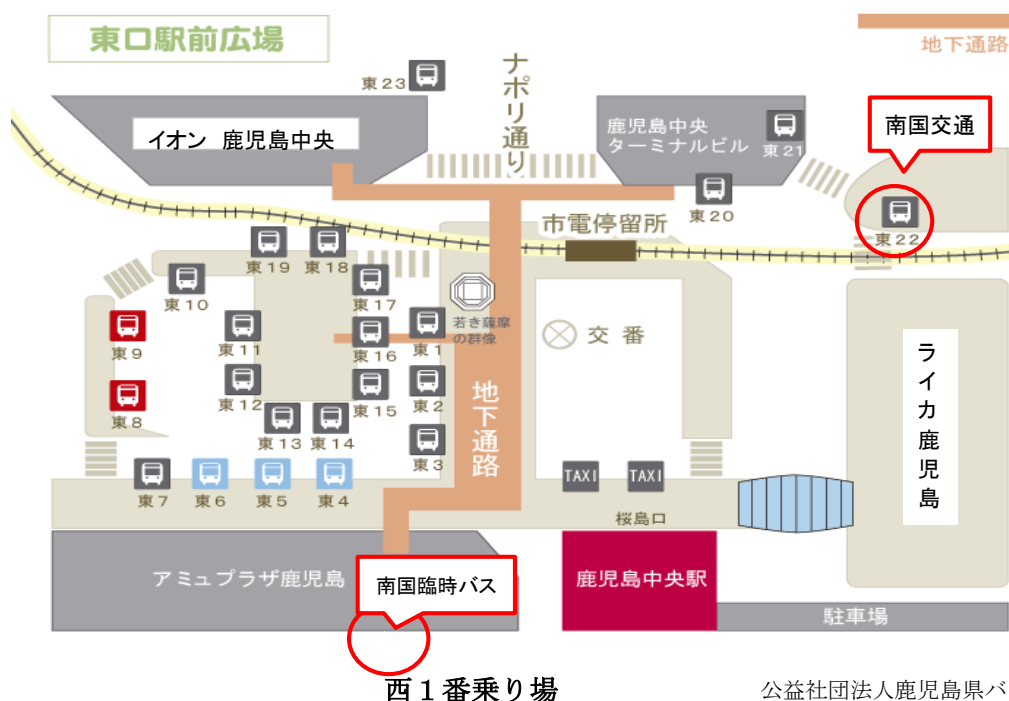 東口駅前広場
地下通路
東23
ナポリ通り
イオン 鹿児島中央
鹿児島中央
ターミナルビル
東21
南国交通
東20
東22
市電停留所
東19
東18
東10
東17
若き薩摩
の群像
東9
東11
東16
東1
交番
ライカ鹿児島
東8
東12
東15
東2
地下通路
東13
東14
東3
東7
東6
東5
東4
TAXI
TAXI
桜島口
アミュプラザ鹿児島
南国臨時バス
鹿児島中央駅
駐車場
西1番乗り場
公益社団法人鹿児島県バ